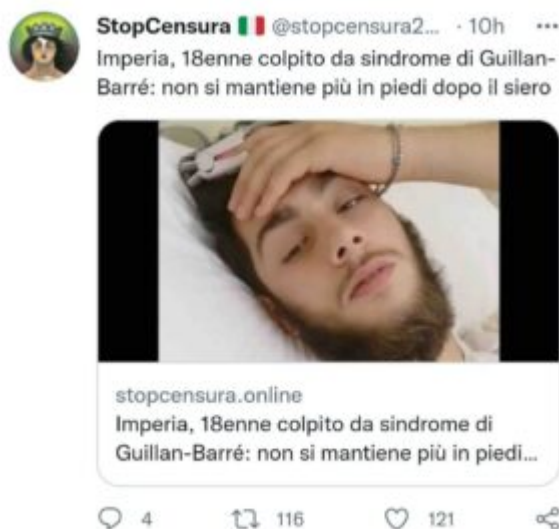 StopCensura 🇮🇹 @stopcensura2... · 10h ...
Imperia, 18enne colpito da sindrome di Guillan-
Barré: non si mantiene più in piedi dopo il siero
stopcensura.online
Imperia, 18enne colpito da sindrome di
Guillan-Barré: non si mantiene più in piedi...
4 116 121